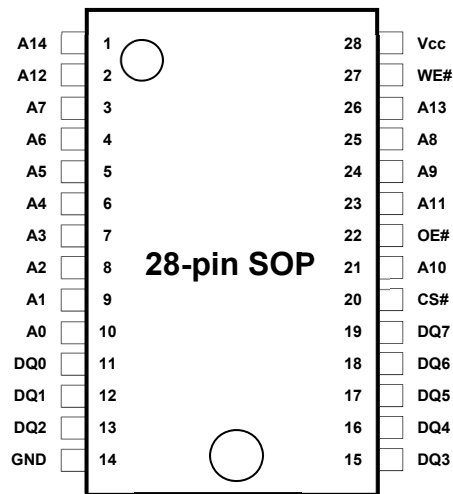 A14 1 28 Vcc
A12 2 27 WE#
A7 3 26 A13
A6 4 25 A8
A5 5 24 A9
A4 6 23 A11
A3 7 22 OE#
28-pin SOP
A2 8 21 A10
A1 9 20 CS#
A0 10 19 DQ7
DQ0 11 18 DQ6
DQ1 12 17 DQ5
DQ2 13 16 DQ4
GND 14 15 DQ3